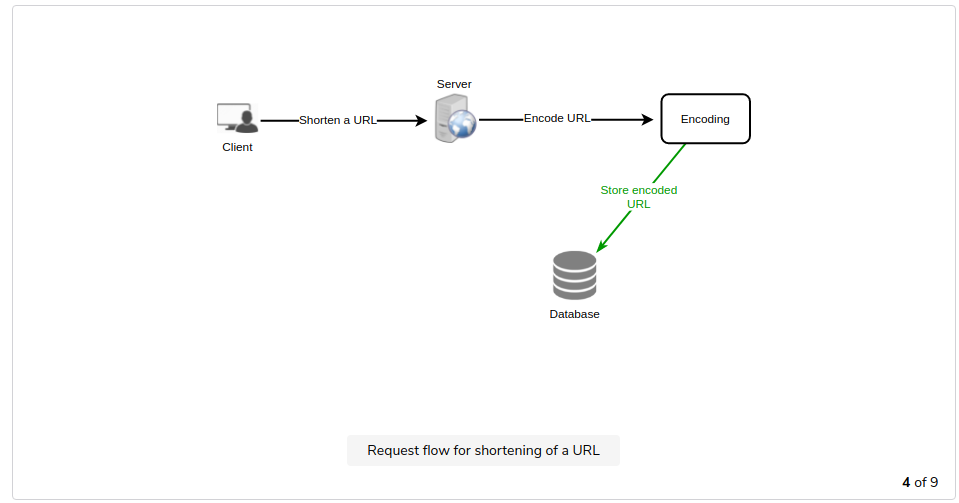 Server
Shorten a URL
Encode URL
Encoding
Client
Store encoded
URL
Database
Request flow for shortening of a URL
4 of 9